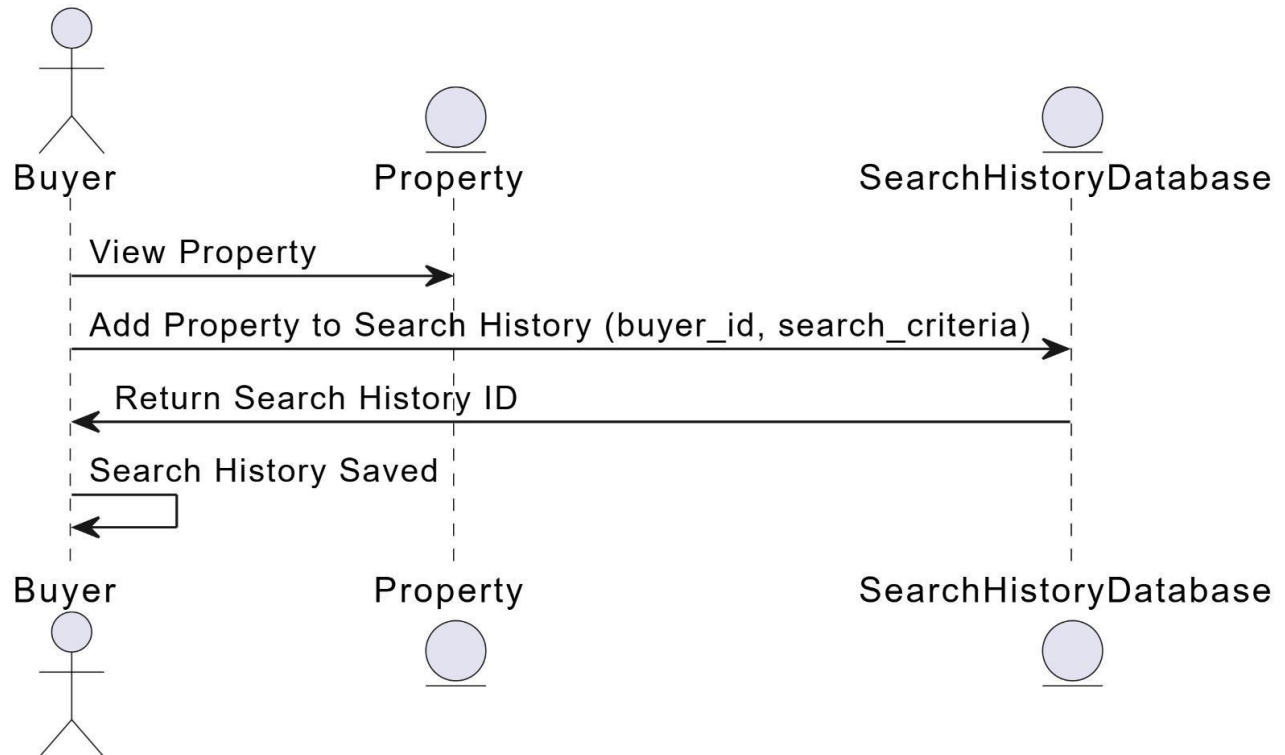 Buyer
Property
SearchHistoryDatabase
View Property
Add Property to Search History (buyer_id, search_criteria)
Return Search History ID
Search History Saved
Buyer
Property
SearchHistoryDatabase